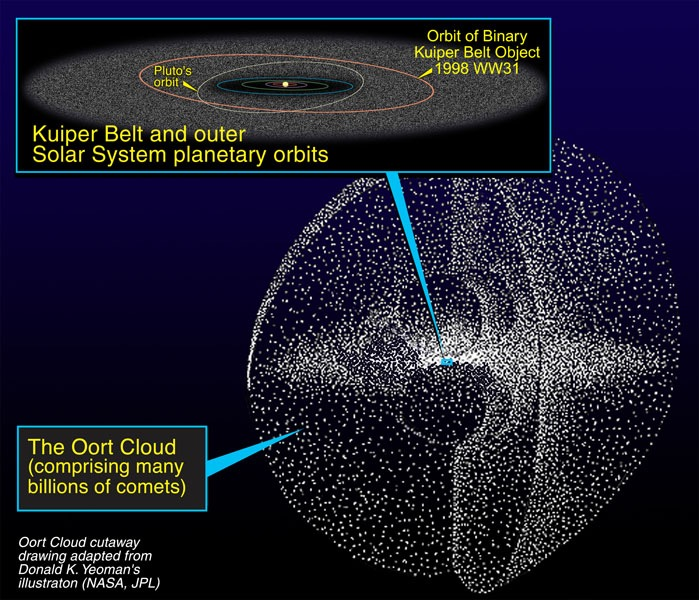 Orbit of Binary
Kuiper Belt Object
1998 WW31
Pluto's
orbit
Kuiper Belt and outer
Solar System planetary orbits
The Oort Cloud
(comprising many
billions of comets)
Oort Cloud cutaway
drawing adapted from
Donald K. Yeoman's
illustraton (NASA, JPL)